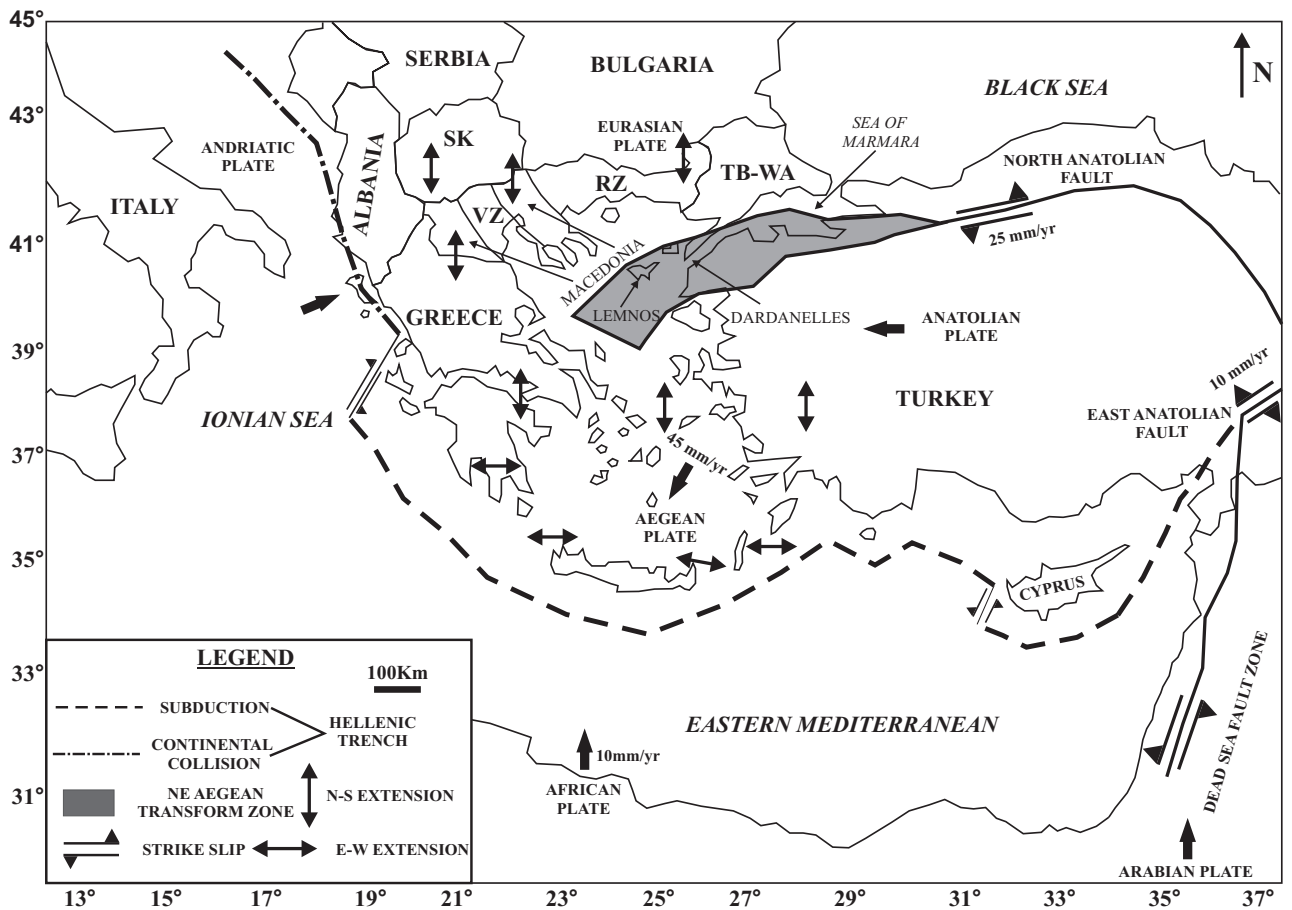 45°
43°
41°
39°
37°
35°
33°
31°
SERBIA
BULGARIA
BLACK SEA
N
ANDRIATIC
PLATE
SK
EURASIAN
PLATE
SEA OF
MARMARA
ITALY
ALBANIA
VZ
RZ
TB-WA
NORTH ANATOLIAN
FAULT
25 mm/yr
MACEDONIA
GREECE
LEMNOS
DARDANELLES
ANATOLIAN
PLATE
IONIAN SEA
TURKEY
10 mm/yr
EAST ANATOLIAN
FAULT
45 mm/yr
AEGEAN
PLATE
CYPRUS
EASTERN MEDITERRANEAN
DEAD SEA FAULT ZONE
10mm/yr
AFRICAN
PLATE
ARABIAN PLATE
LEGEND
100Km
SUBDUCTION
CONTINENTAL
COLLISION
HELLENIC
TRENCH
NE AEGEAN
TRANSFORM ZONE
N-S EXTENSION
STRIKE SLIP
E-W EXTENSION
13°
15°
17°
19°
21°
23°
25°
27°
29°
31°
33°
35°
37°